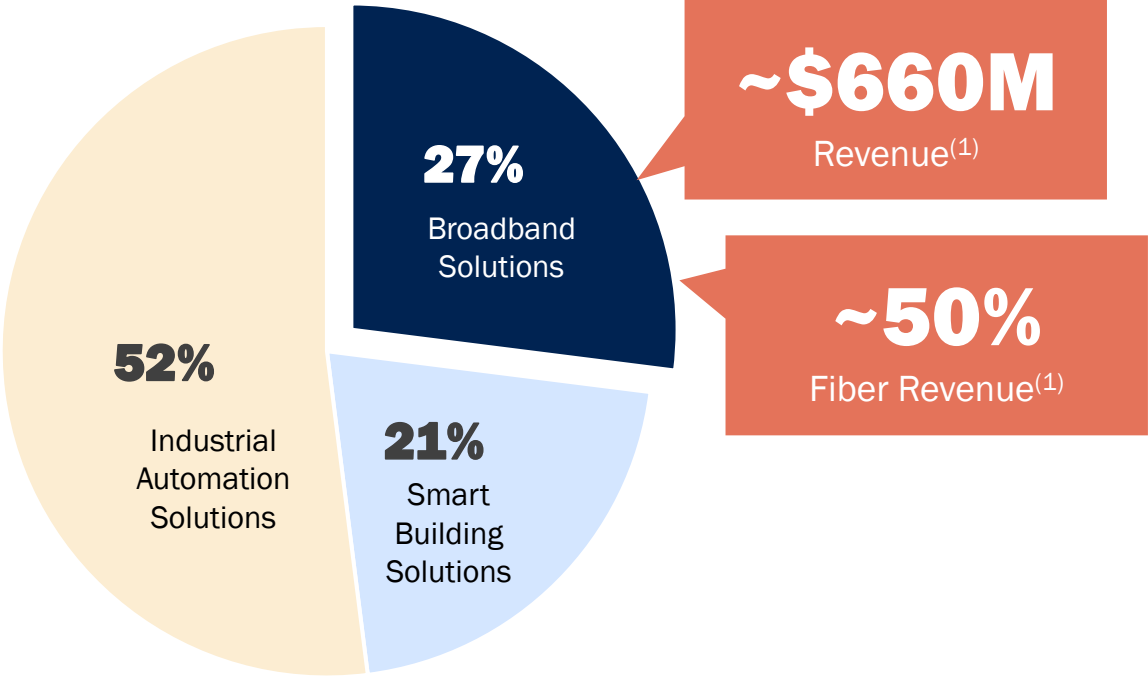 27%
Broadband
Solutions
~$660M
Revenue(1)
~50%
Fiber Revenue(1)
52%
Industrial
Automation
Solutions
21%
Smart
Building
Solutions